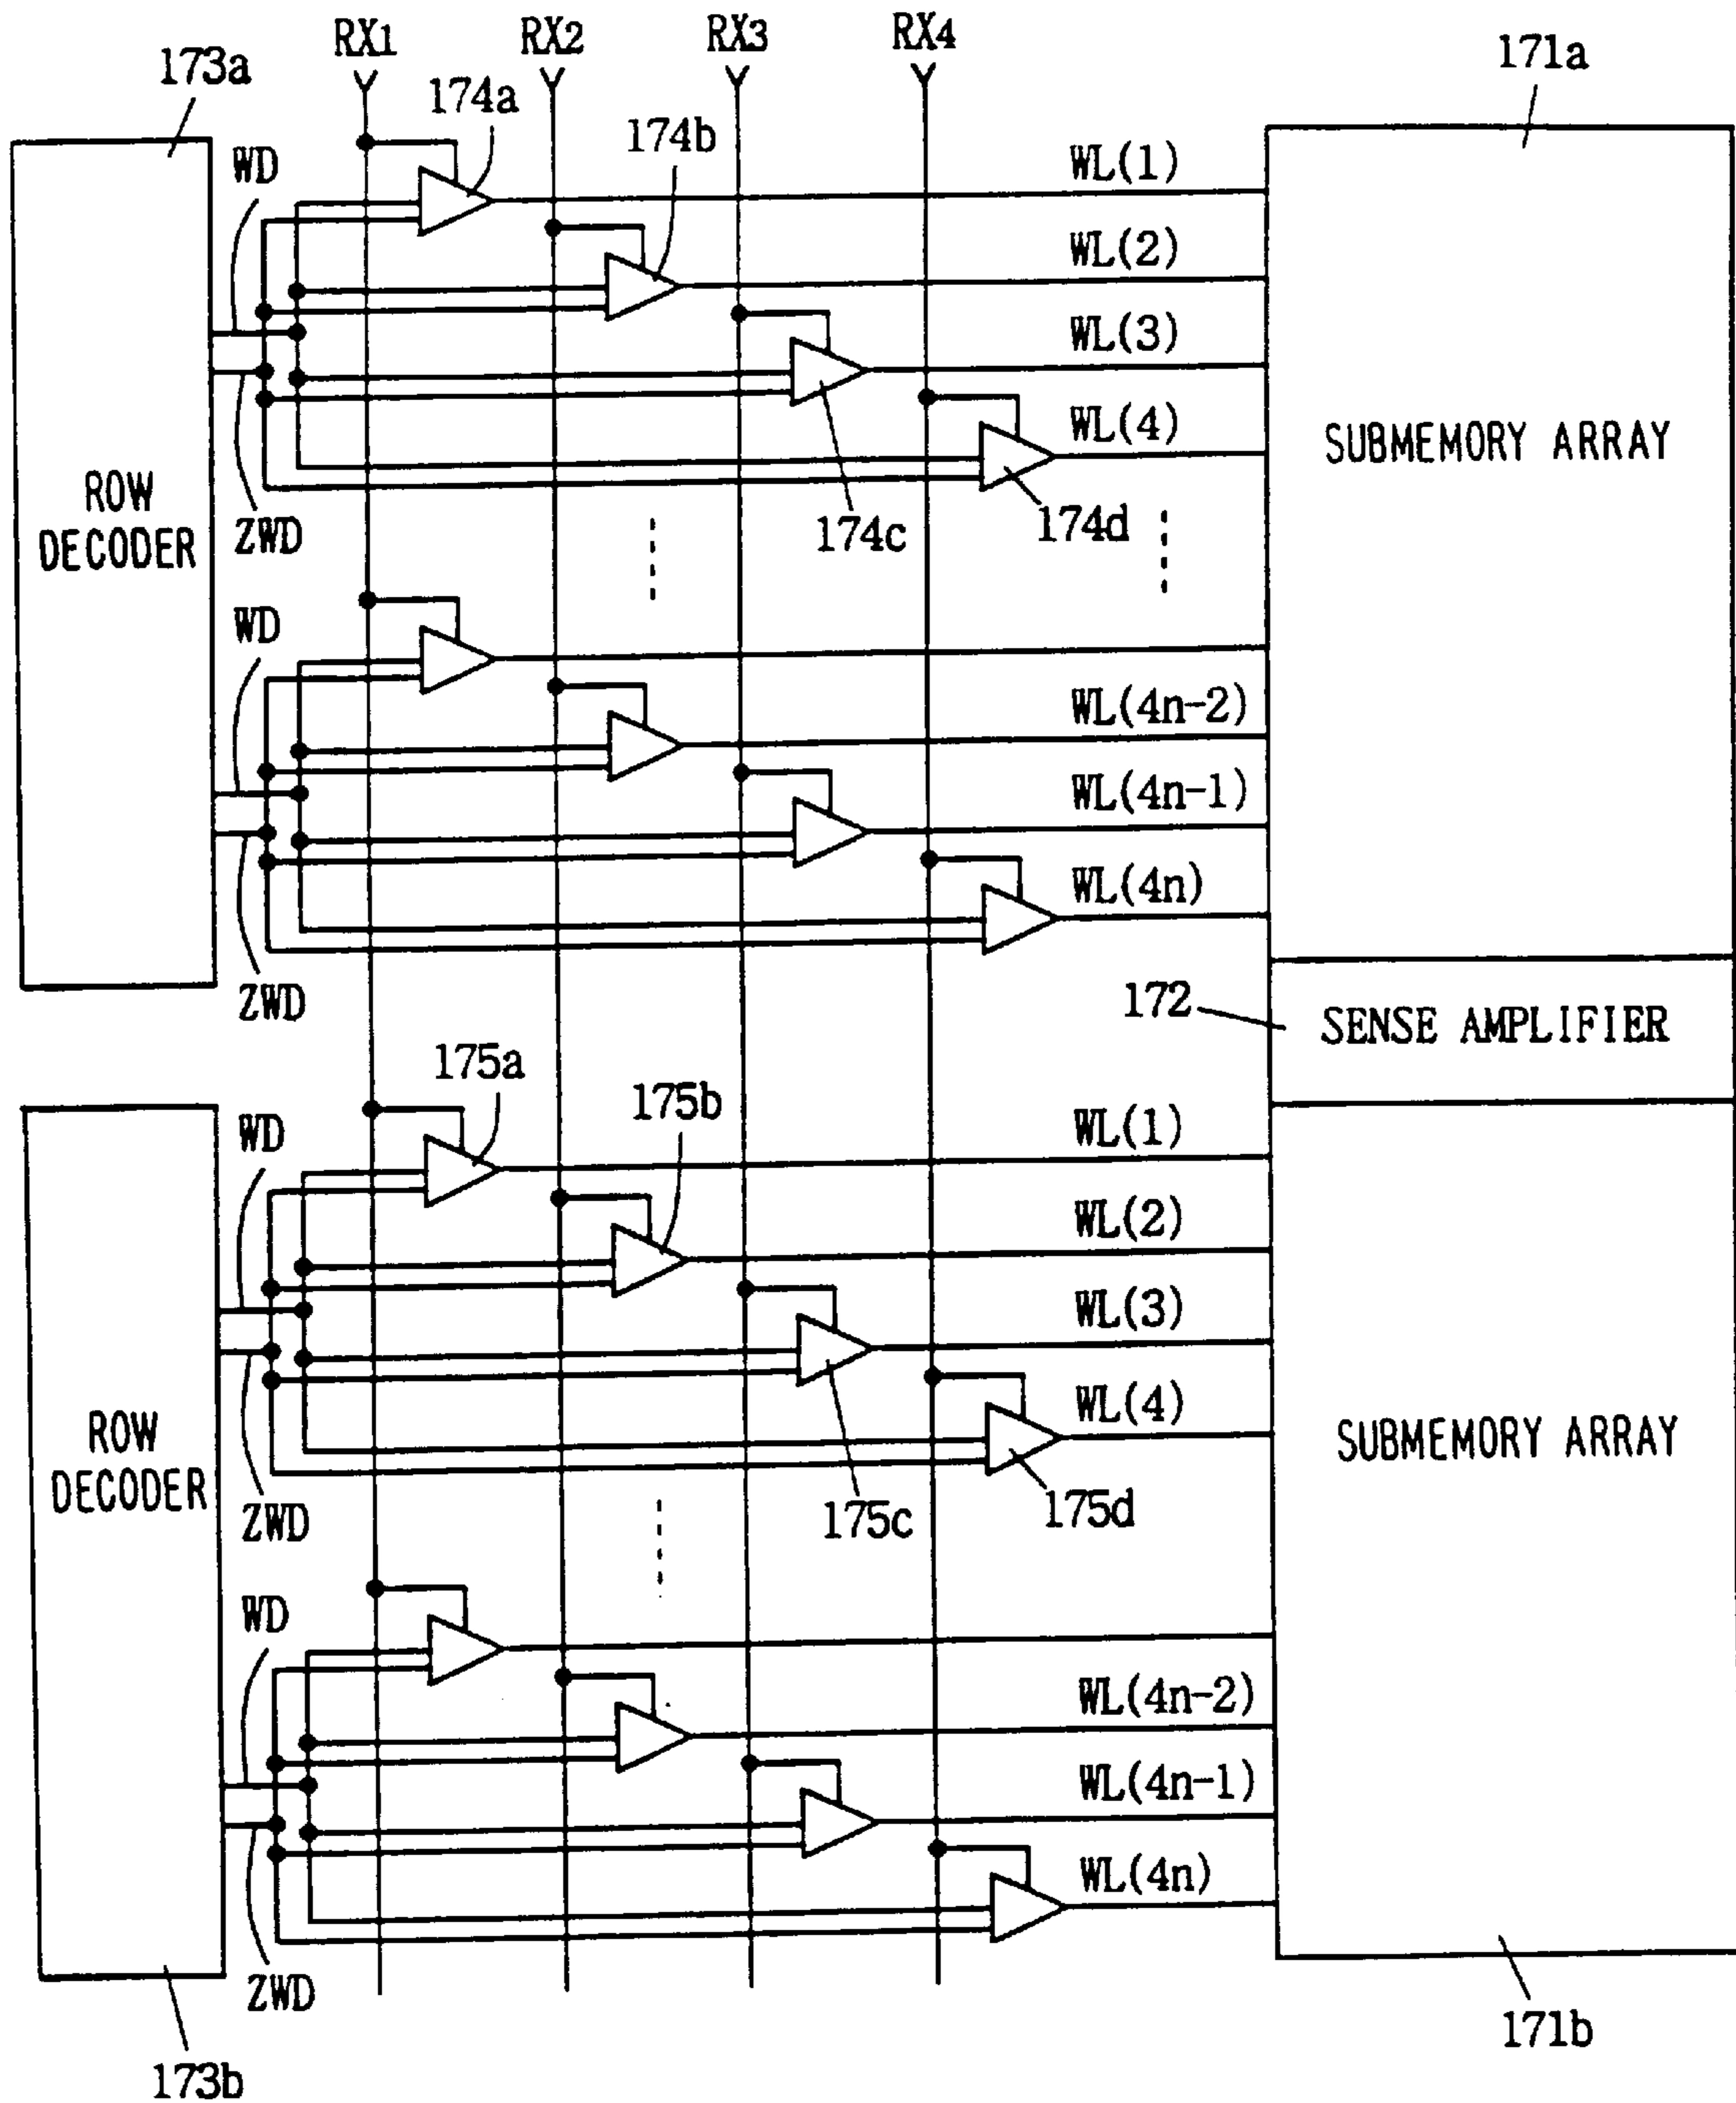 RX1 RX2 RX3 RX4
173a
174a
174b
171a
WD
WL(1)
WL(2)
WL(3)
WL(4)
SUBMEMORY ARRAY
ROW
DECODER
ZWD
174c
174d
WD
WL(4n-2)
WL(4n-1)
WL(4n)
ZWD
172
SENSE AMPLIFIER
175a
175b
WD
WL(1)
WL(2)
WL(3)
WL(4)
ROW
DECODER
SUBMEMORY ARRAY
ZWD
175c
175d
WD
WL(4n-2)
WL(4n-1)
WL(4n)
ZWD
173b
171b